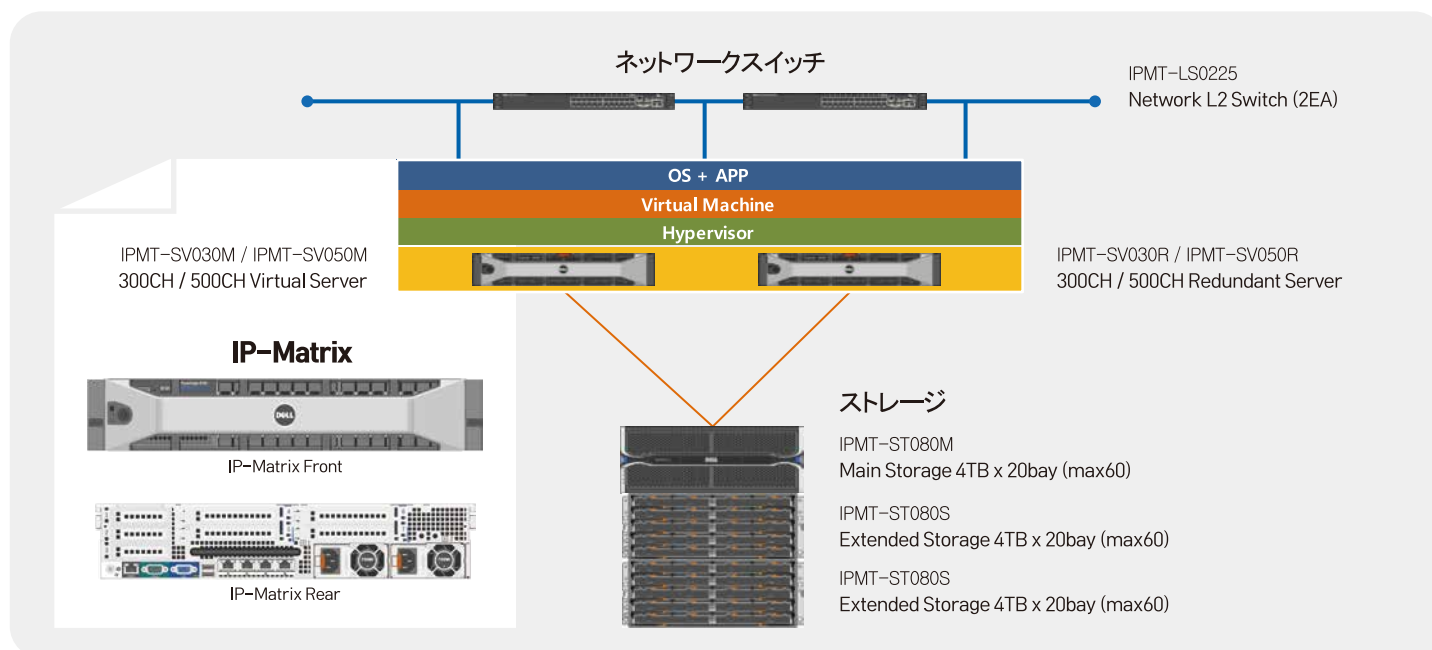 ネットワークスイッチ
IPMT-LS0225
Network L2 Switch (2EA)
OS + APP
Virtual Machine
Hypervisor
IPMT-SV030M / IPMT-SV050M
300CH / 500CH Virtual Server
IPMT-SV030R / IPMT-SV050R
300CH / 500CH Redundant Server
IP-Matrix
DELL
IP-Matrix Front
IP-Matrix Rear
ストレージ
IPMT-ST080M
Main Storage 4TB x 20bay (max60)
IPMT-ST080S
Extended Storage 4TB x 20bay (max60)
IPMT-ST080S
Extended Storage 4TB x 20bay (max60)